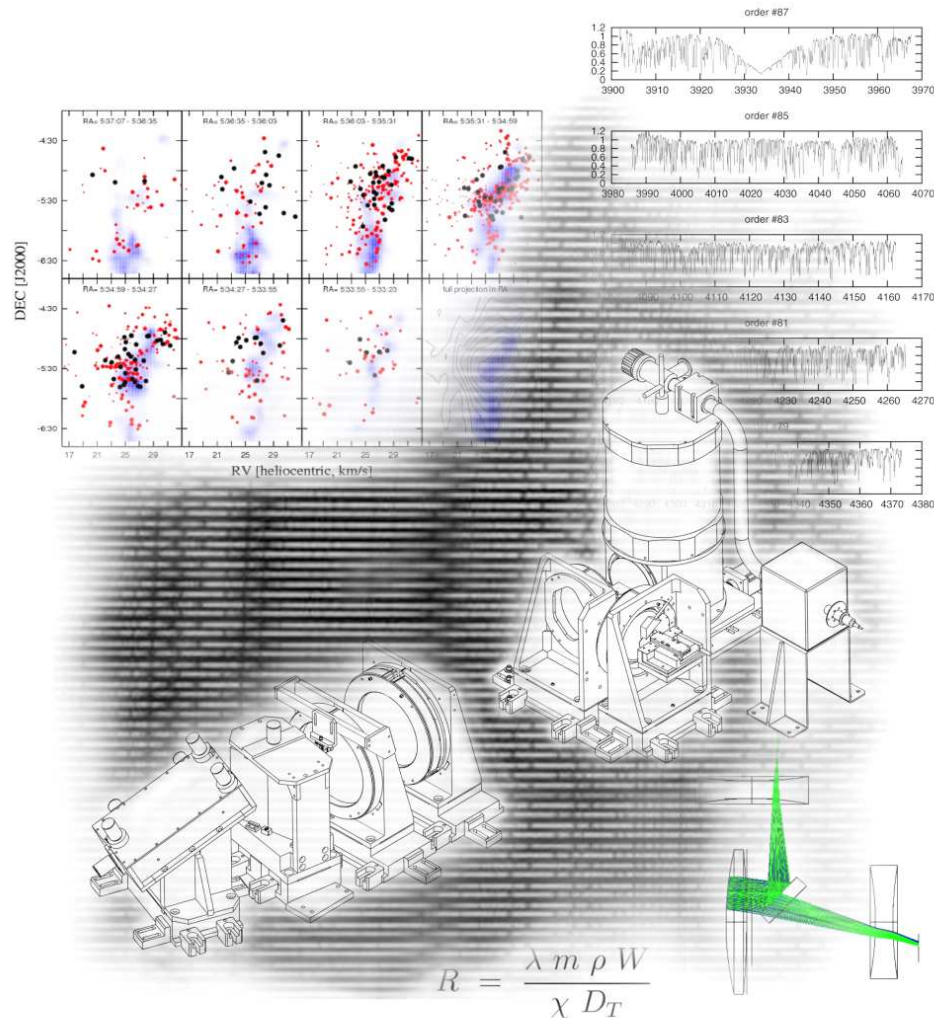 order #87
1.2
1
0.8
0.6
0.4
0.2
0
3900 3910 3920 3930 3940 3950 3960 3970
order #85
1.2
1
0.8
0.6
0.4
0.2
0
3980 3990 4000 4010 4020 4030 4040 4050 4060 4070
order #83
4090 4100 4110 4120 4130 4140 4150 4160 4170
order #81
4230 4240 4250 4260 4270
79
4340 4350 4360 4370 4380
RA= 5:37:07 - 5:36:35 RA= 5:36:35 - 5:36:03 RA= 5:36:03 - 5:35:31 RA= 5:35:31 - 5:34:59
-4:30
-5:30
-6:30
DEC [J2000]
RA= 5:34:59 - 5:34:27 RA= 5:34:27 - 5:33:55 RA= 5:33:55 - 5:33:23 full projection in RA
-4:30
-5:30
-6:30
17 21 25 29 17 21 25 29 17 21 25 29 17 21 25 29
RV [heliocentric, km/s]
R = λ m ρ W / χ D_T